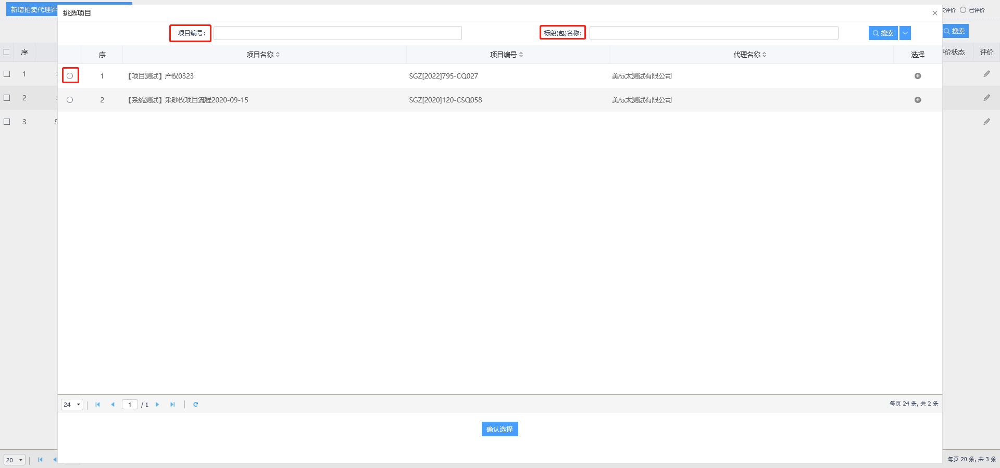 新增拍卖代理评
挑选项目
未评价 已评价
项目编号:
标段(包)名称:
搜索
搜索
序
序 项目名称 项目编号 代理名称 选择
评价状态 评价
1
1 【项目测试】产权0323 SGZ[2022]795-CQ027 美标太测试有限公司
2
2 【系统测试】采砂权项目流程2020-09-15 SGZ[2020]120-CSQ058 美标太测试有限公司
3 S
24 1 / 1 每页 24 条, 共 2 条
确认选择
20 每页 20 条, 共 3 条